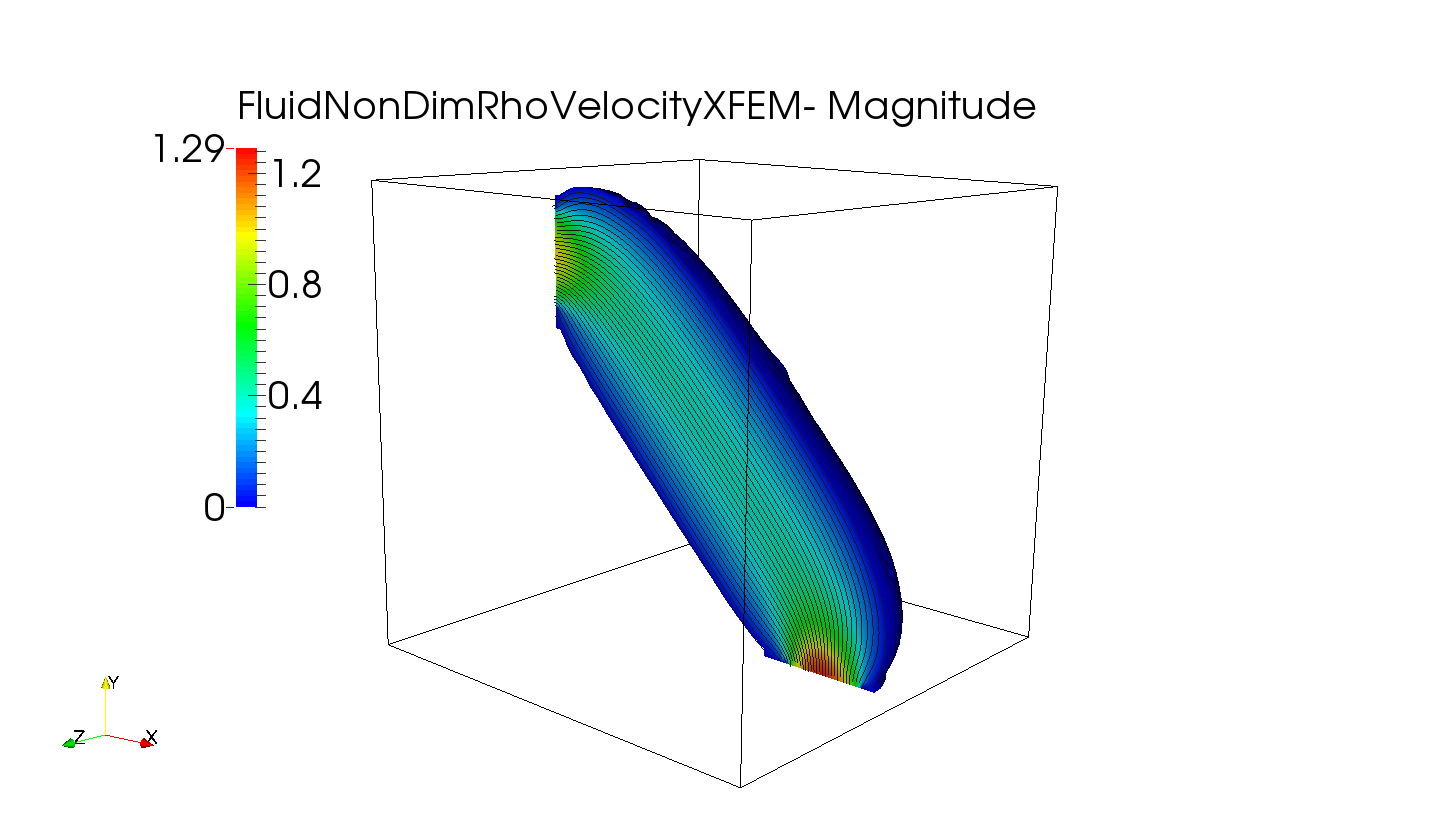 FluidNonDimRhoVelocityXFEM- Magnitude
1.29
1.2
0.8
0.4
0
Y
Z
X